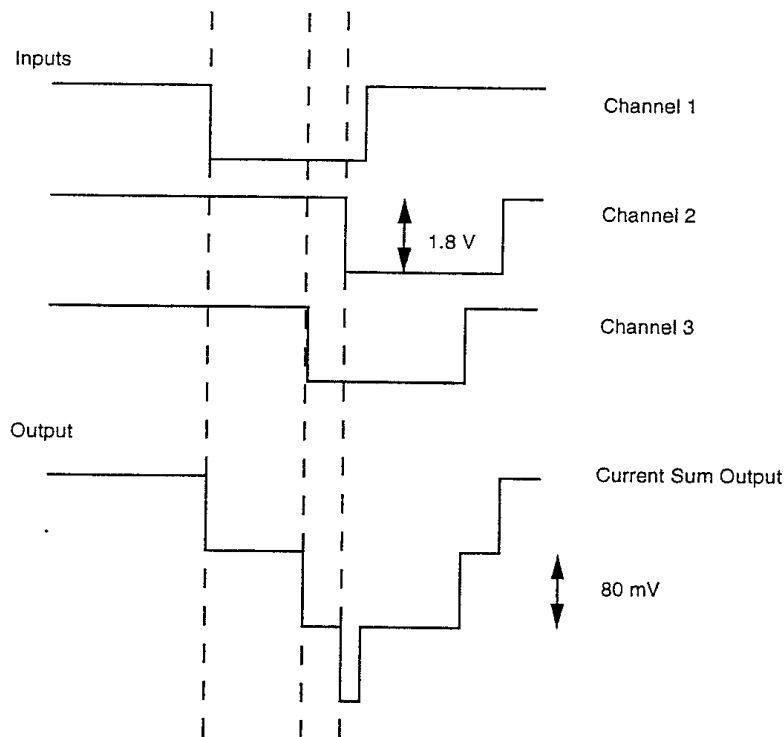 Inputs
Channel 1
Channel 2
1.8 V
Channel 3
Output
Current Sum Output
80 mV